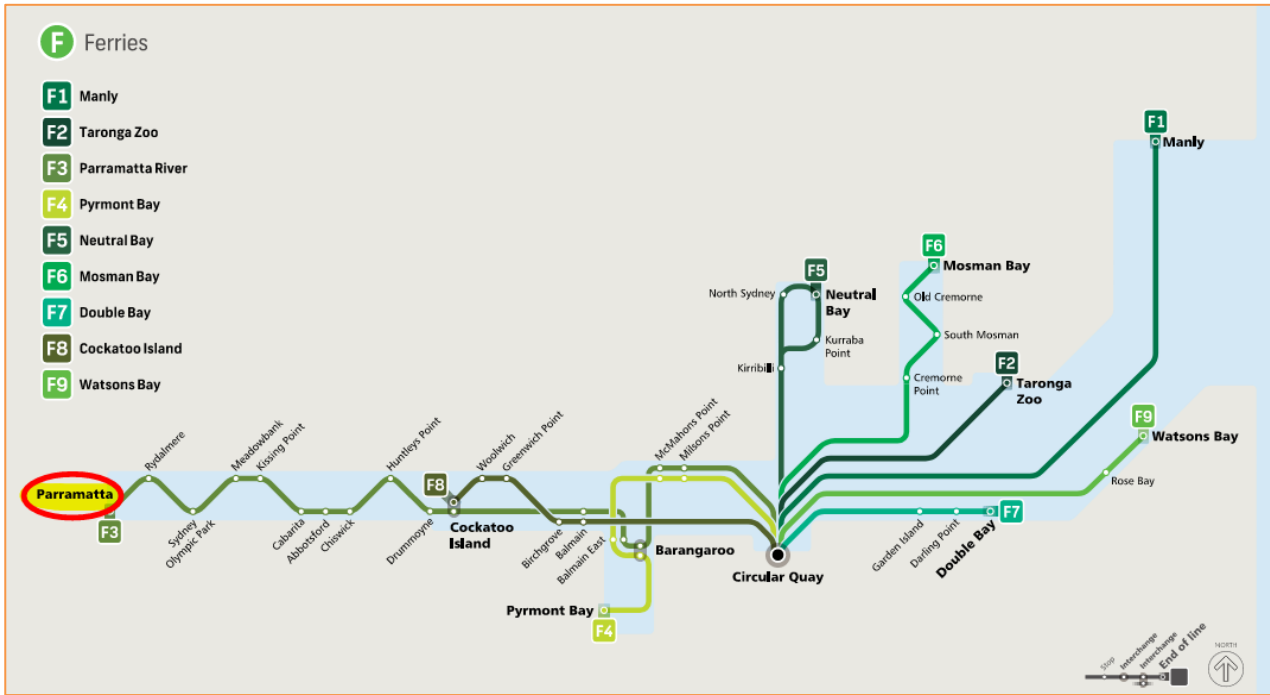 F Ferries
F1 Manly
F2 Taronga Zoo
F3 Parramatta River
F4 Pyrmont Bay
F5 Neutral Bay
F6 Mosman Bay
F7 Double Bay
F8 Cockatoo Island
F9 Watsons Bay
F1
Manly
F6
Mosman Bay
Old Cremorne
South Mosman
Cremorne
Point
F5
North Sydney
Neutral
Bay
Kurraba
Point
Kirribilli
F2
Taronga
Zoo
F9
Watsons Bay
Rose Bay
Parramatta
F3
Rydalmere
Sydney
Olympic Park
Meadowbank
Kissing Point
Cabarita
Abbotsford
Chiswick
Huntleys Point
Drummoyne
F8
Cockatoo
Island
Woolwich
Greenwich Point
Birchgrove
Balmain
Balmain East
McMahons Point
Milsons Point
Barangaroo
Pyrmont Bay
F4
Circular Quay
Garden Island
Darling Point
Double Bay
F7
Stop
Interchange
Interchange
End of line
NORTH